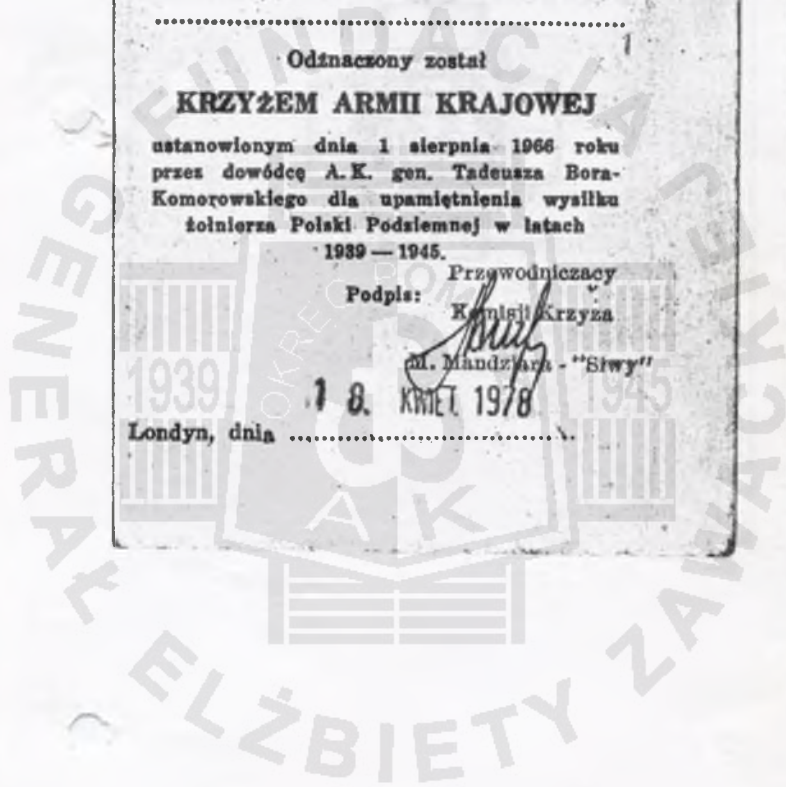 Odznaczony został
KRZYŻEM ARMII KRAJOWEJ
ustanowionym dnia 1 sierpnia 1966 roku
przez dowódcę A. K. gen. Tadeusza Bora-
Komorowskiego dla upamiętnienia wysiłku
żołnierza Polski Podziemnej w latach
1939 — 1945.
Przewodniczący
Podpis:
Komisji Krzyża
M. Mandziara - "Siwy"
18. KWIET. 1978
Londyn, dnia
FUNDACJA GENERAŁ ELŻBIETY ZAWACKIEJ
1939
1945
AK